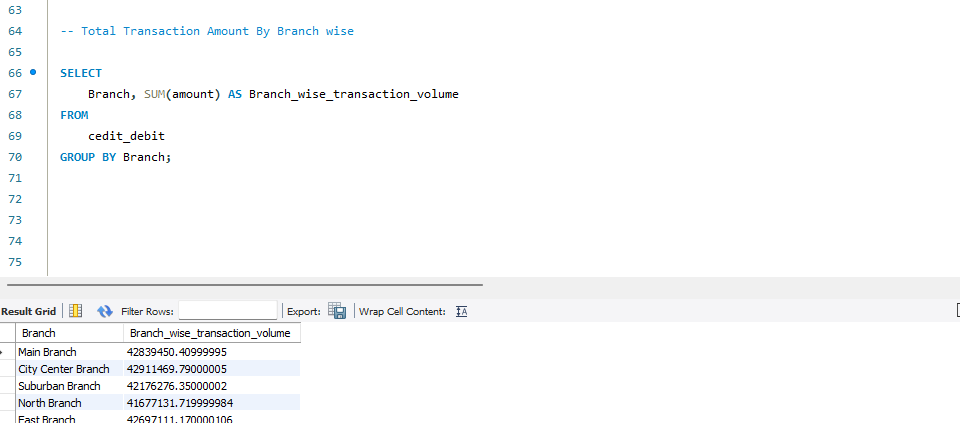 63
64 -- Total Transaction Amount By Branch wise
65
66 SELECT
67 Branch, SUM(amount) AS Branch_wise_transaction_volume
68 FROM
69 cedit_debit
70 GROUP BY Branch;
71
72
73
74
75
Result Grid Filter Rows: Export: Wrap Cell Content:
Branch Branch_wise_transaction_volume
Main Branch 42839450.40999995
City Center Branch 42911469.79000005
Suburban Branch 42176276.35000002
North Branch 41677131.719999984
East Branch 42697111.170000106